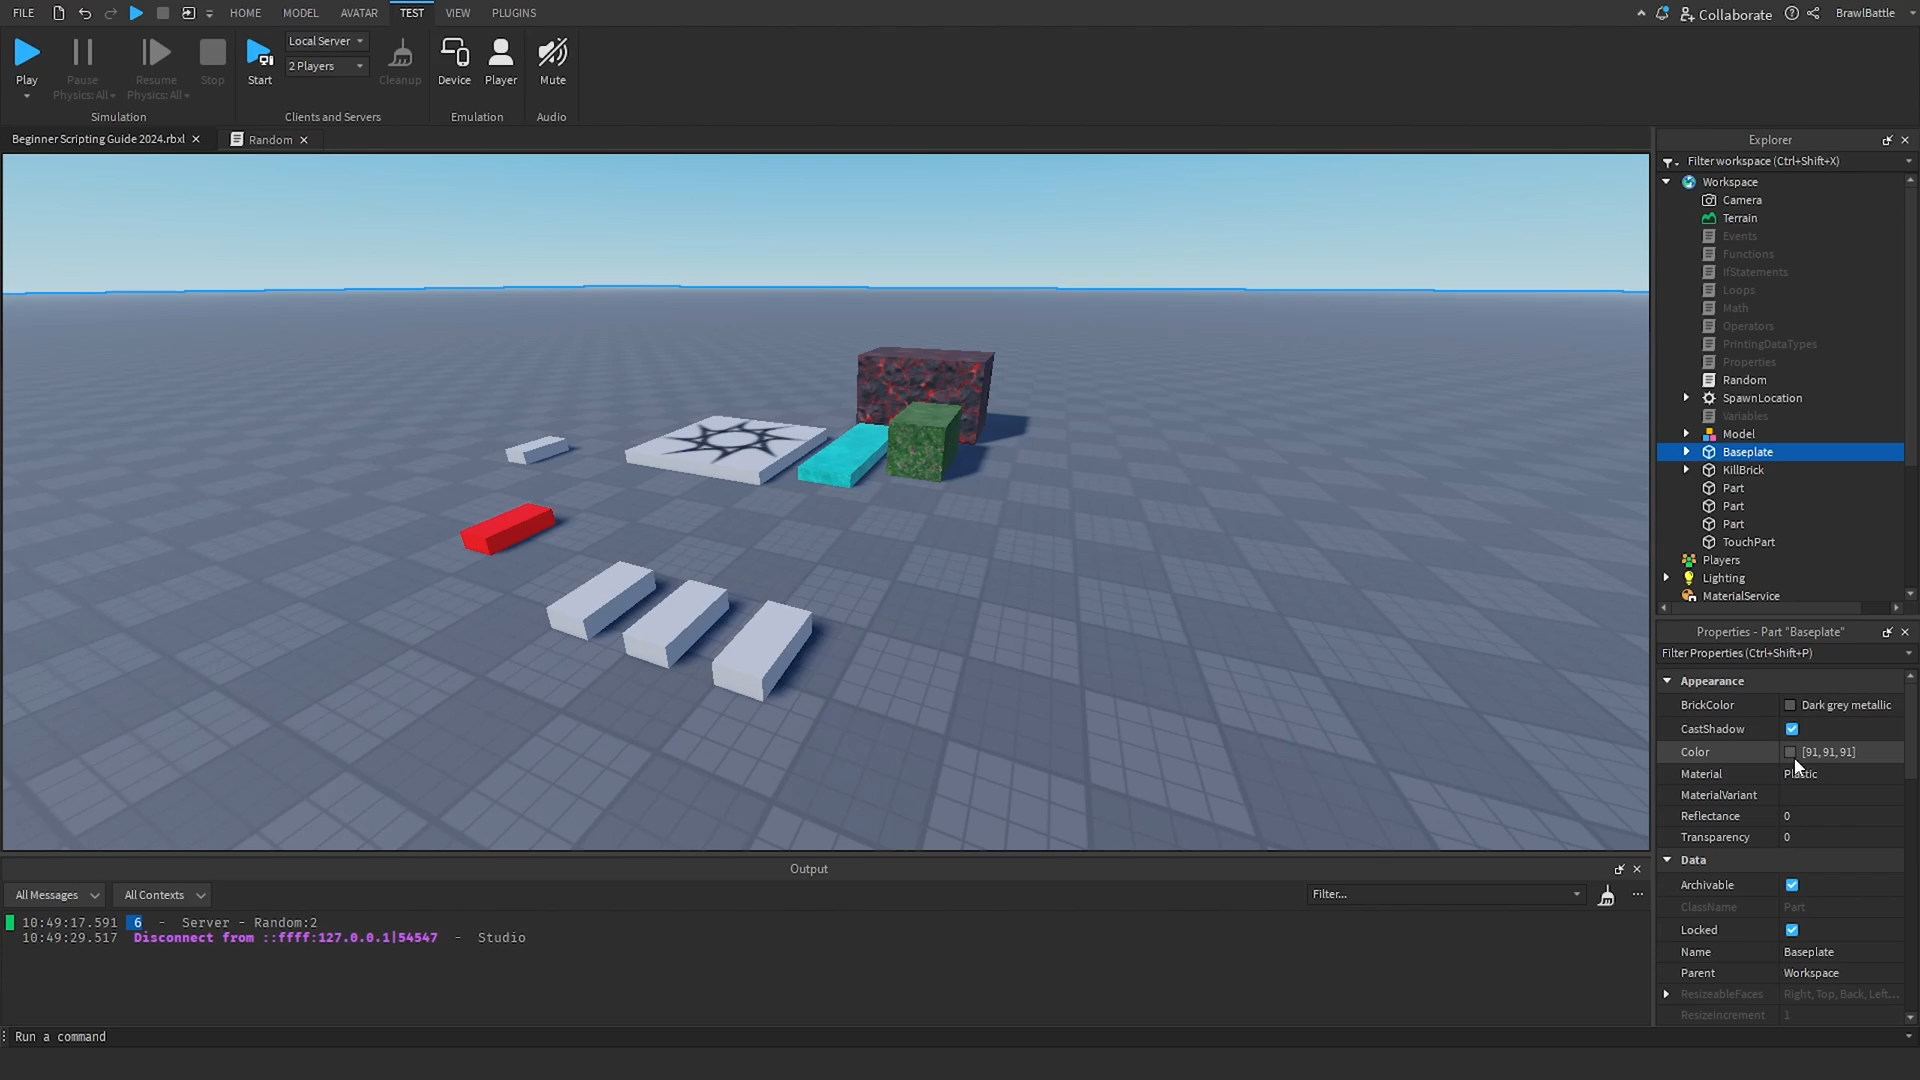 FILE HOME MODEL AVATAR TEST VIEW PLUGINS Collaborate BrawlBattle
Play Pause Resume Stop Start Local Server 2 Players Cleanup Device Player Mute
Physics: All Physics: All
Simulation Clients and Servers Emulation Audio
Beginner Scripting Guide 2024.rbxl Random
Explorer
Filter workspace (Ctrl+Shift+X)
Workspace
Camera
Terrain
Events
Functions
IfStatements
Loops
Math
Operators
PrintingDataTypes
Properties
Random
SpawnLocation
Variables
Model
Baseplate
KillBrick
Part
Part
Part
TouchPart
Players
Lighting
MaterialService
Properties - Part "Baseplate"
Filter Properties (Ctrl+Shift+P)
Appearance
BrickColor Dark grey metallic
CastShadow
Color [91, 91, 91]
Material Plastic
MaterialVariant
Reflectance 0
Transparency 0
Data
Archivable
ClassName Part
Locked
Name Baseplate
Parent Workspace
ResizeableFaces Right, Top, Back, Left...
ResizeIncrement 1
Output
All Messages All Contexts Filter...
10:49:17.591 6 - Server - Random:2
10:49:29.517 Disconnect from ::ffff:127.0.0.1|54547 - Studio
Run a command